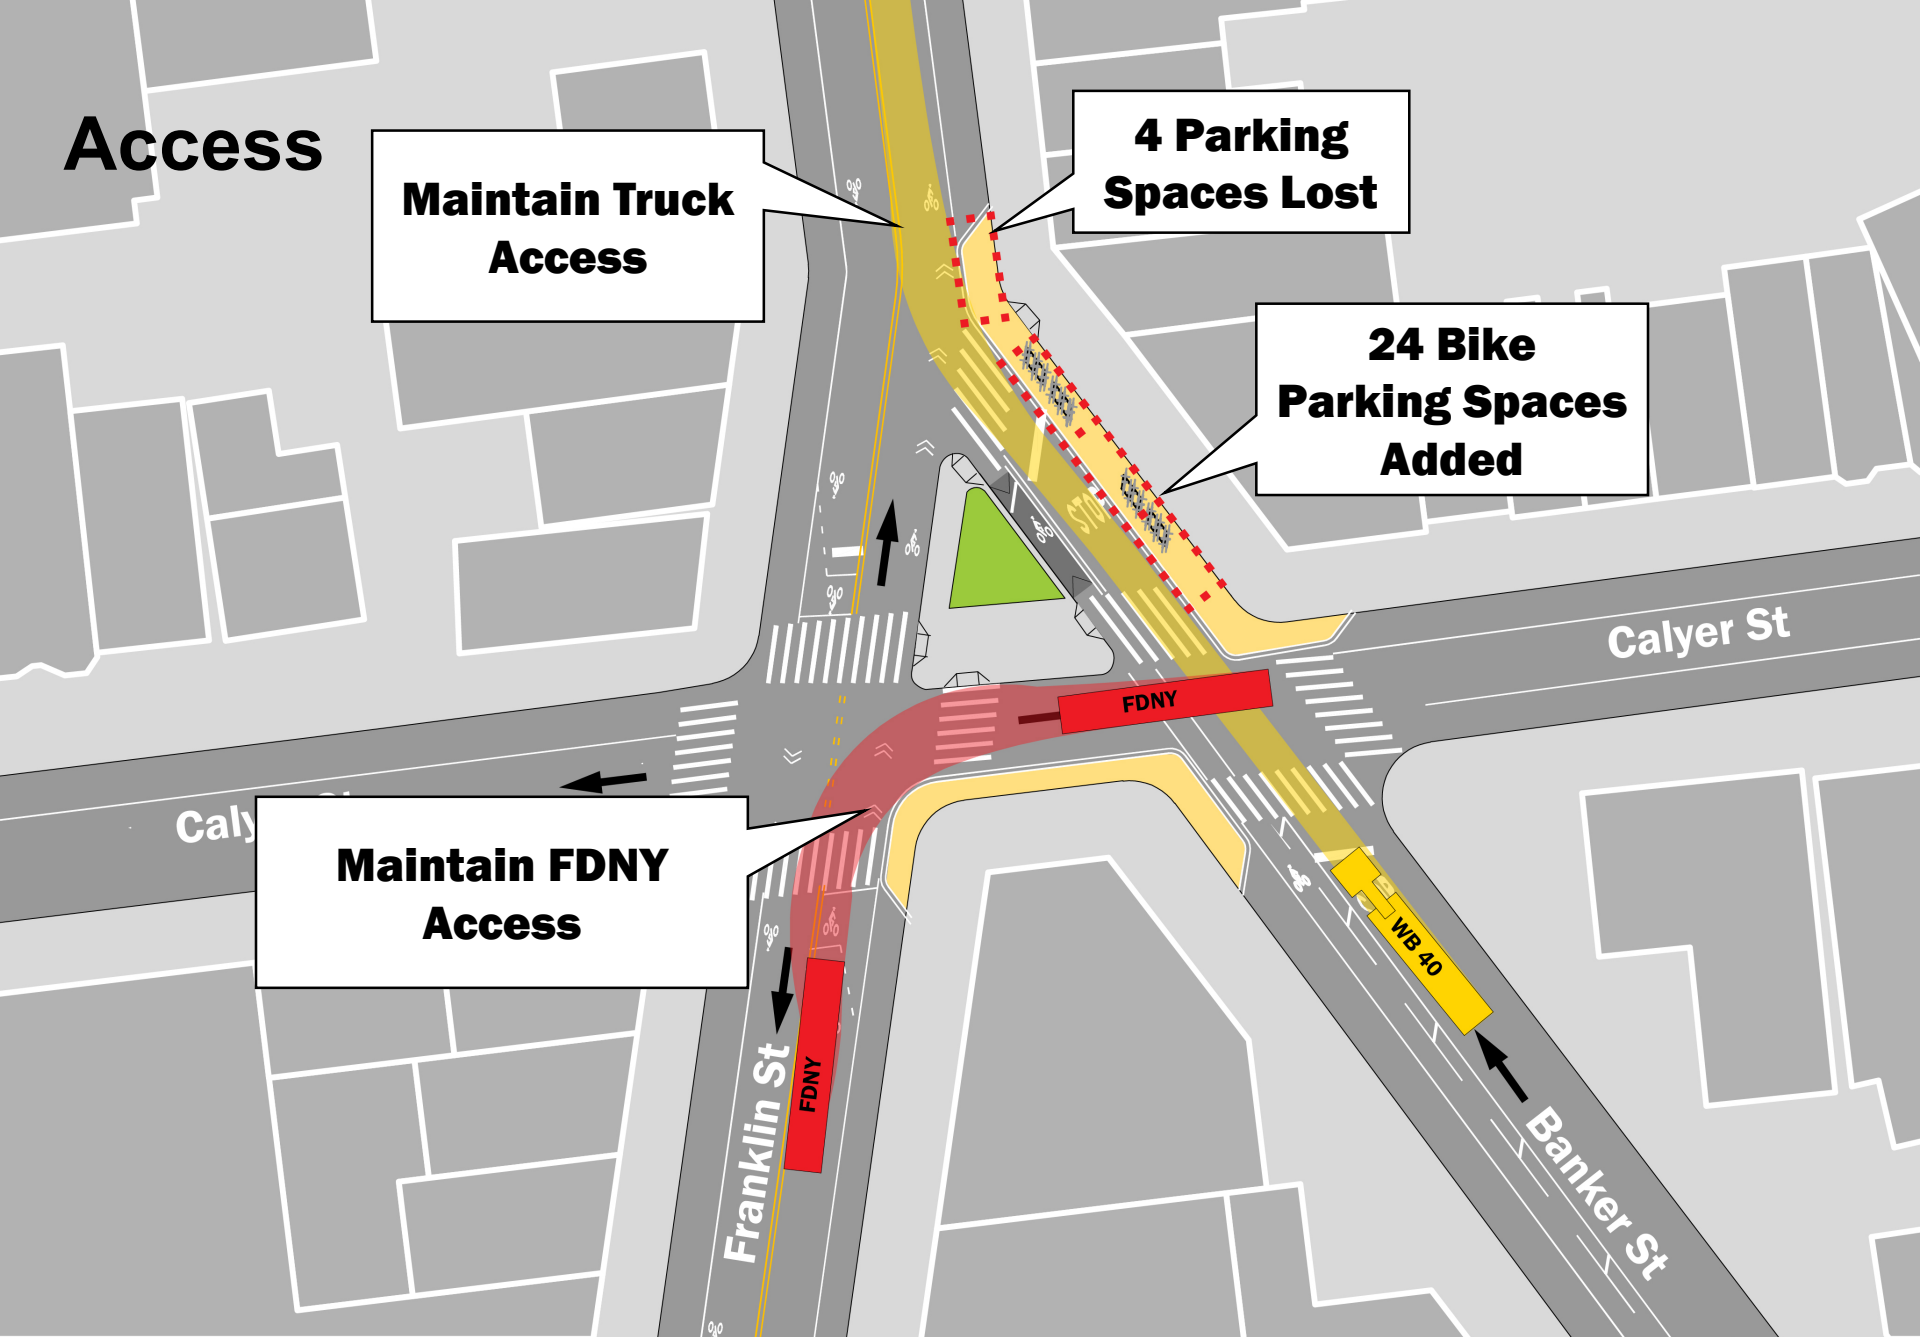 Access
4 Parking
Spaces Lost
Maintain Truck
Access
24 Bike
Parking Spaces
Added
STOP
Calyer St
FDNY
Maintain FDNY
Access
WB 40
FDNY
Franklin St
Banker St